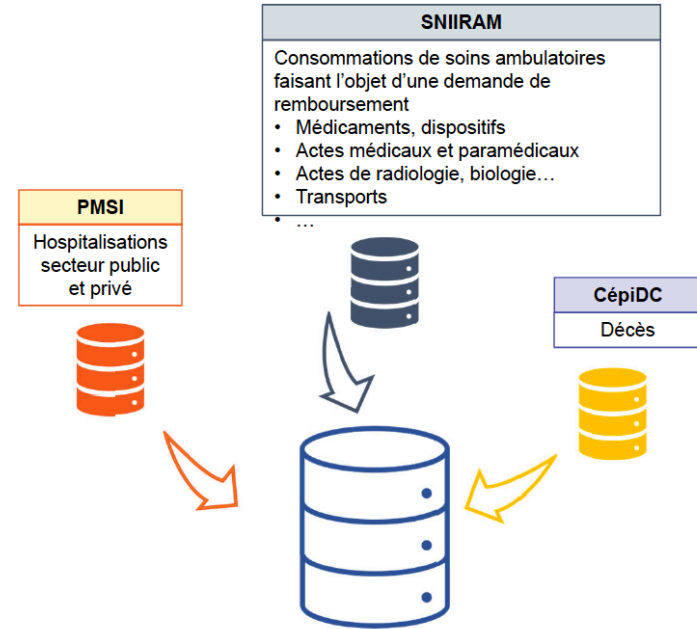 SNIIRAM
Consommations de soins ambulatoires
faisant l'objet d'une demande de
remboursement
• Médicaments, dispositifs
• Actes médicaux et paramédicaux
• Actes de radiologie, biologie…
• Transports
• …
PMSI
Hospitalisations
secteur public
et privé
CépiDC
Décès